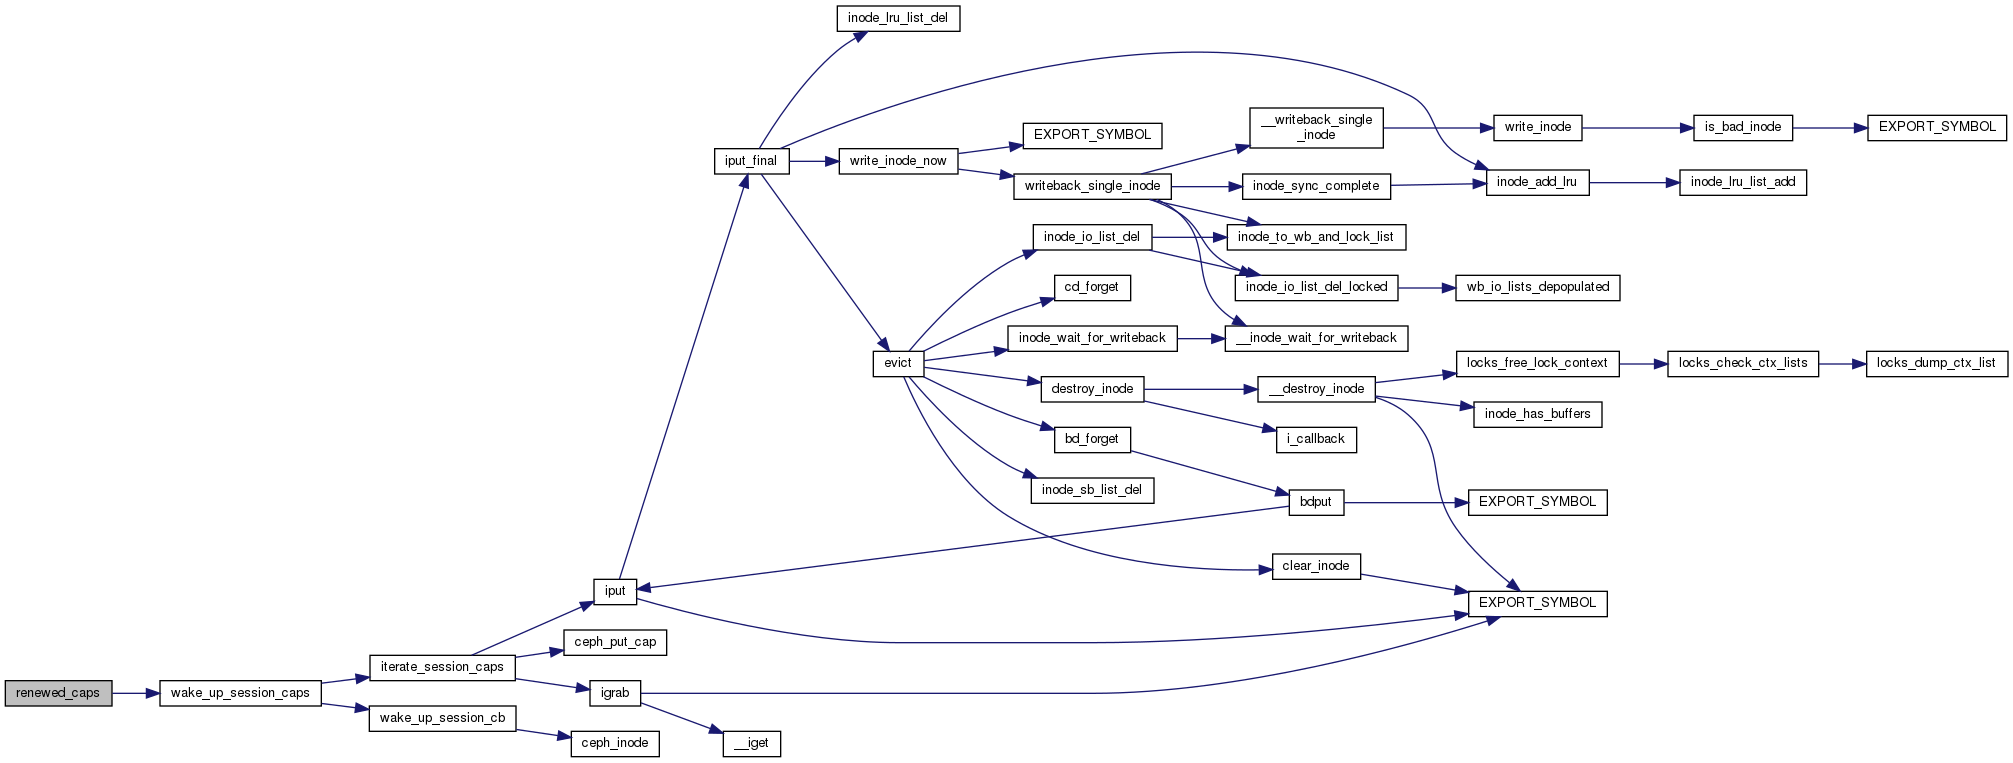 inode_lru_list_del
__writeback_single
_inode
write_inode
is_bad_inode
EXPORT_SYMBOL
EXPORT_SYMBOL
iput_final
write_inode_now
writeback_single_inode
inode_sync_complete
inode_add_lru
inode_lru_list_add
inode_io_list_del
inode_to_wb_and_lock_list
cd_forget
inode_io_list_del_locked
wb_io_lists_depopulated
inode_wait_for_writeback
__inode_wait_for_writeback
evict
locks_free_lock_context
locks_check_ctx_lists
locks_dump_ctx_list
destroy_inode
__destroy_inode
inode_has_buffers
bd_forget
i_callback
inode_sb_list_del
bdput
EXPORT_SYMBOL
clear_inode
iput
EXPORT_SYMBOL
ceph_put_cap
iterate_session_caps
renewed_caps
wake_up_session_caps
igrab
wake_up_session_cb
ceph_inode
__iget